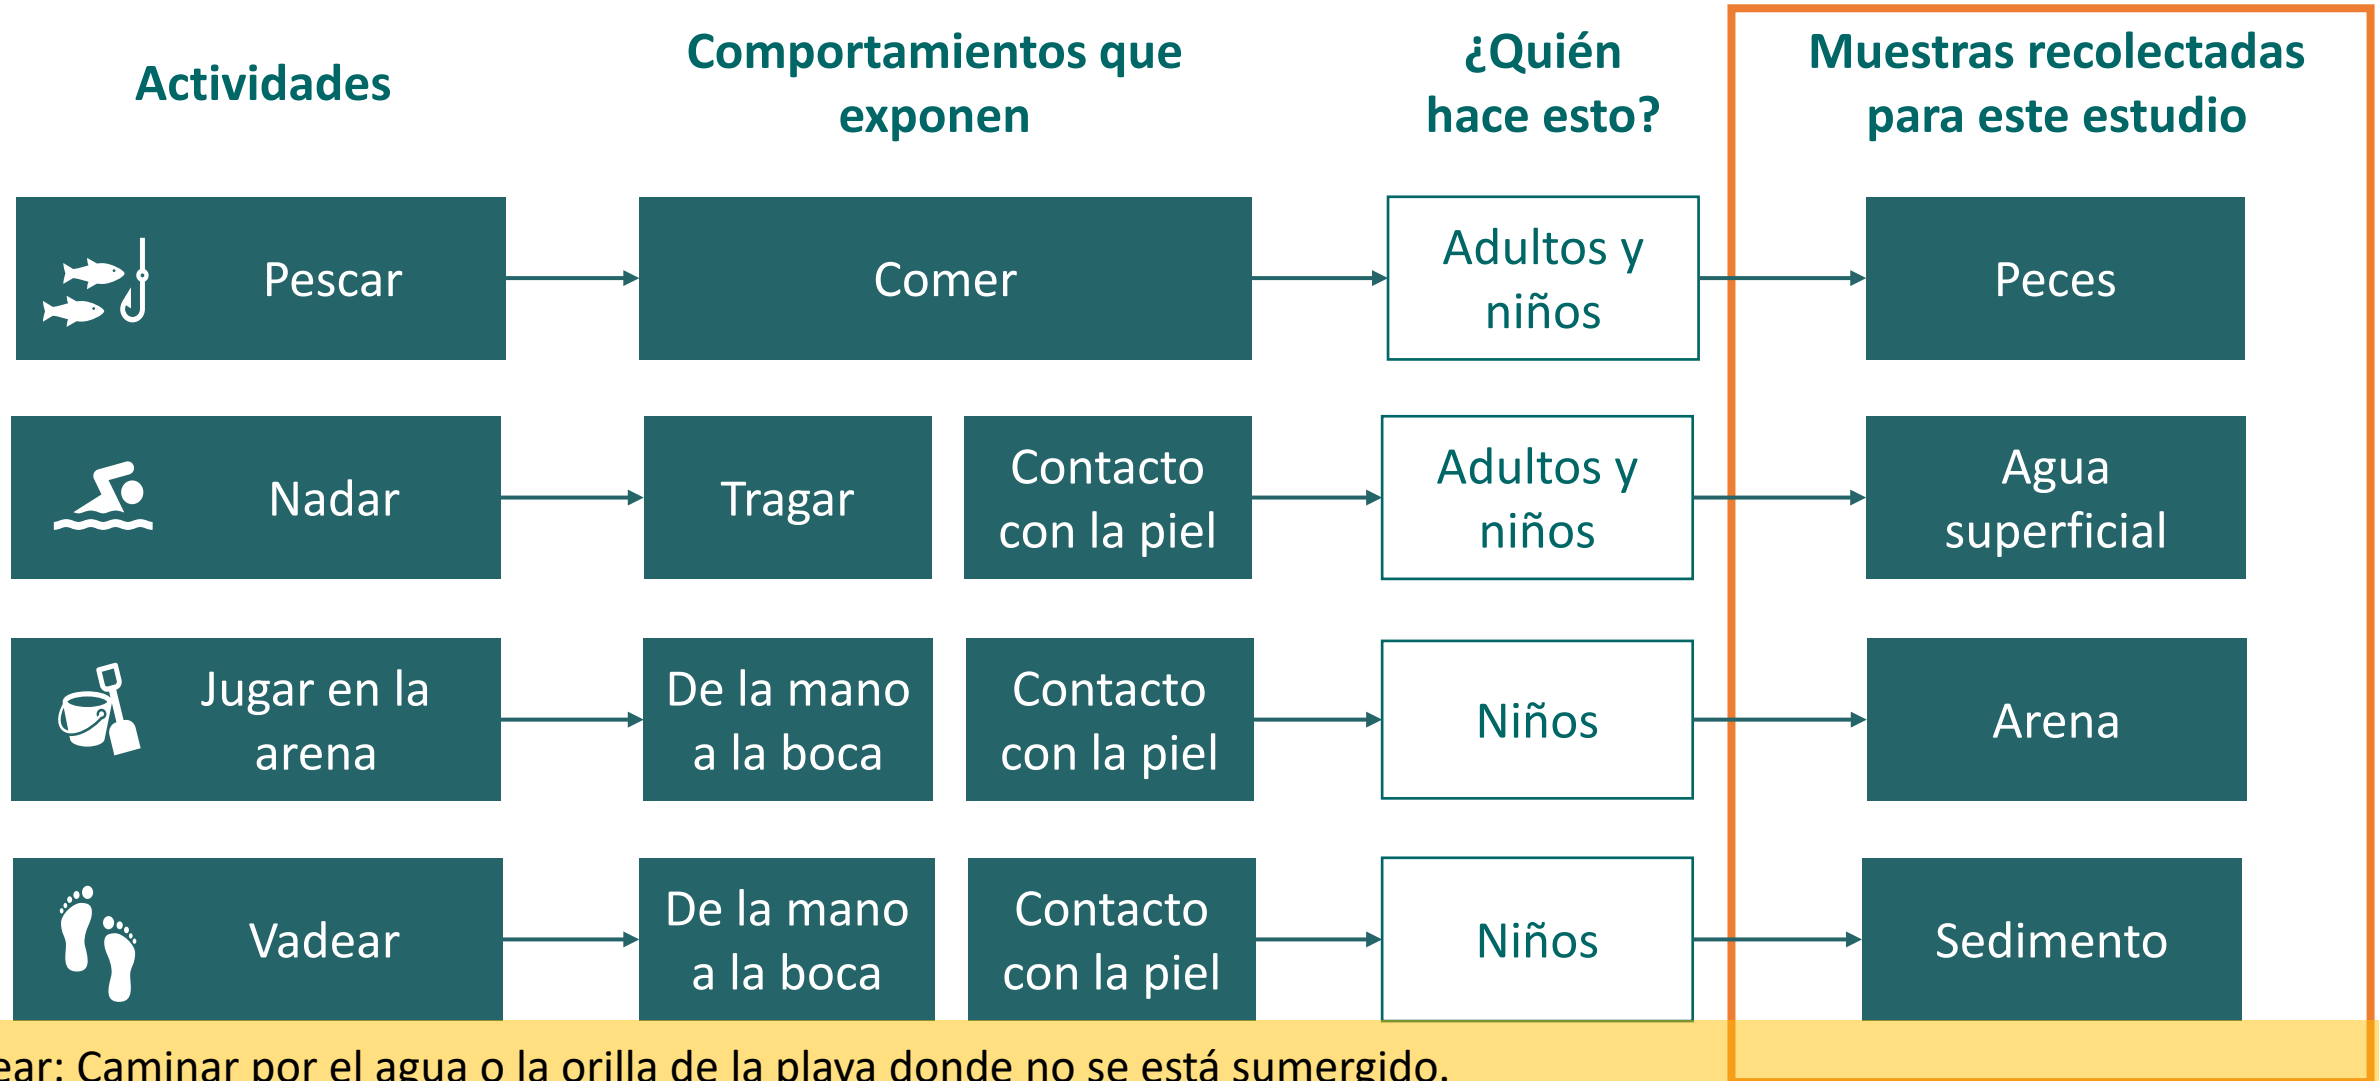 Actividades
Comportamientos que
exponen
¿Quién
hace esto?
Muestras recolectadas
para este estudio
Pescar
Comer
Adultos y
niños
Peces
Nadar
Tragar
Contacto
con la piel
Adultos y
niños
Agua
superficial
Jugar en la
arena
De la mano
a la boca
Contacto
con la piel
Niños
Arena
Vadear
De la mano
a la boca
Contacto
con la piel
Niños
Sedimento
ear: Caminar por el agua o la orilla de la playa donde no se está sumergido.